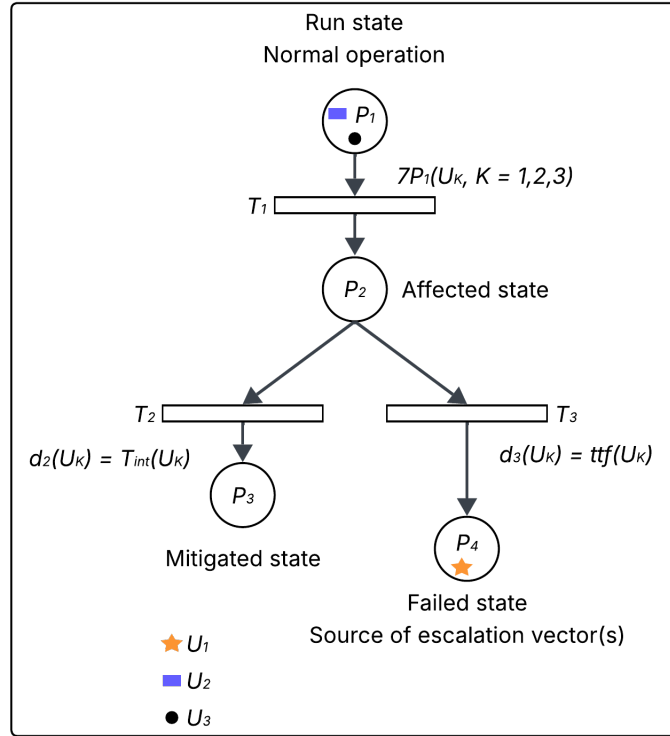 Run state
Normal operation
P1
7P1(UK, K = 1,2,3)
T1
P2 Affected state
T2 T3
d2(UK) = Tint(UK) d3(UK) = ttf(UK)
P3
P4
Mitigated state
Failed state
Source of escalation vector(s)
U1
U2
U3